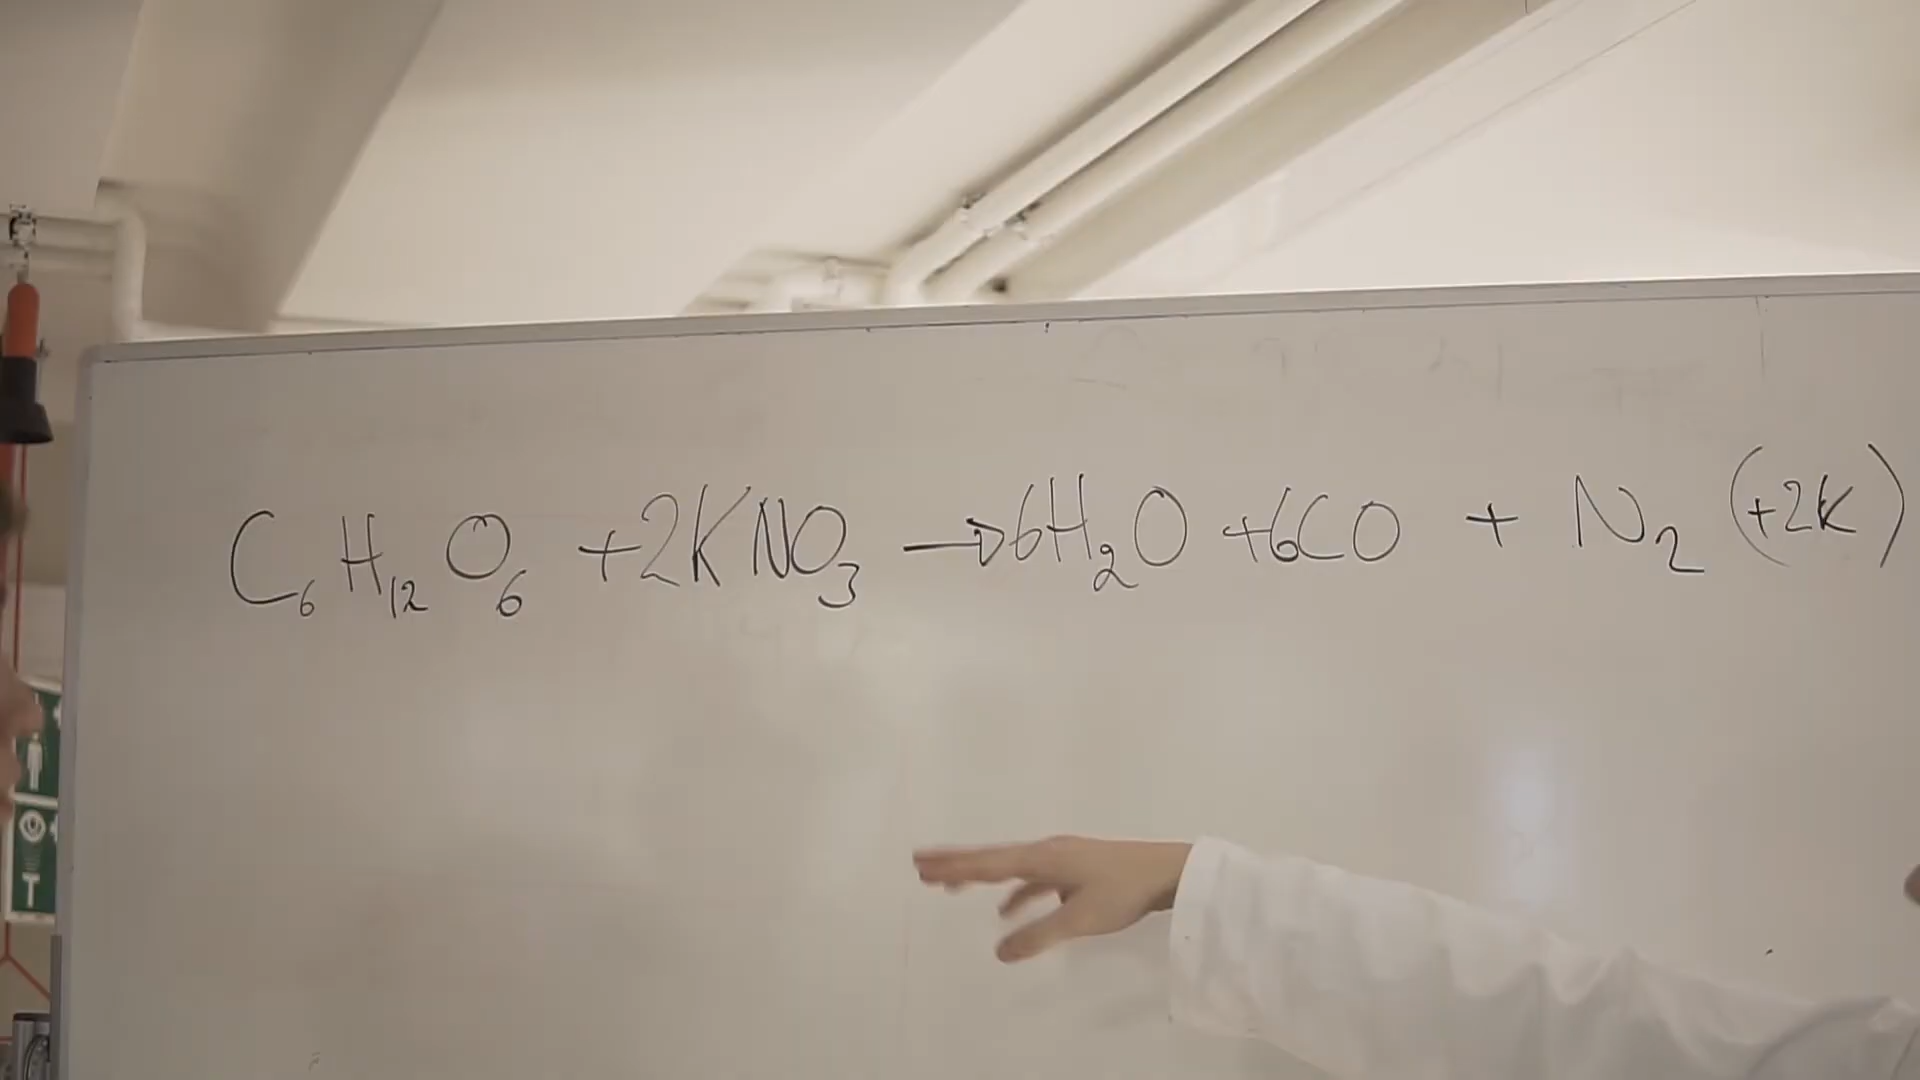 C₆H₁₂O₆ +2KNO₃ → 6H₂O +6CO + N₂ (+2K)